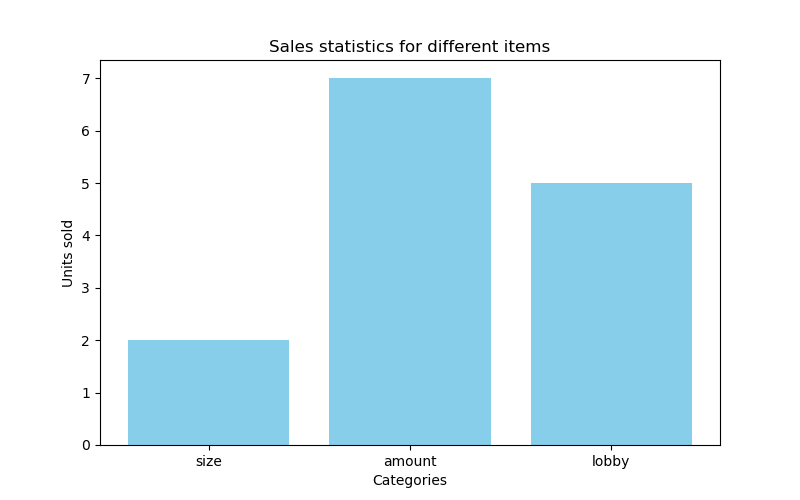 Sales statistics for different items
7
6
5
4
3
2
1
0
Units sold
size amount lobby
Categories